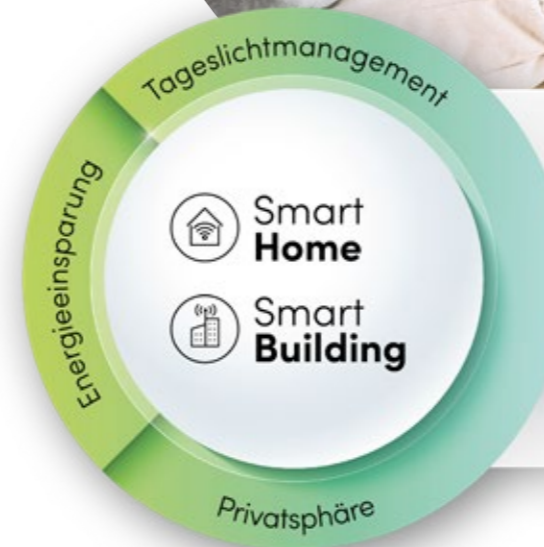 Tageslichtmanagement
Energieeinsparung
Smart
Home
Smart
Building
Privatsphäre